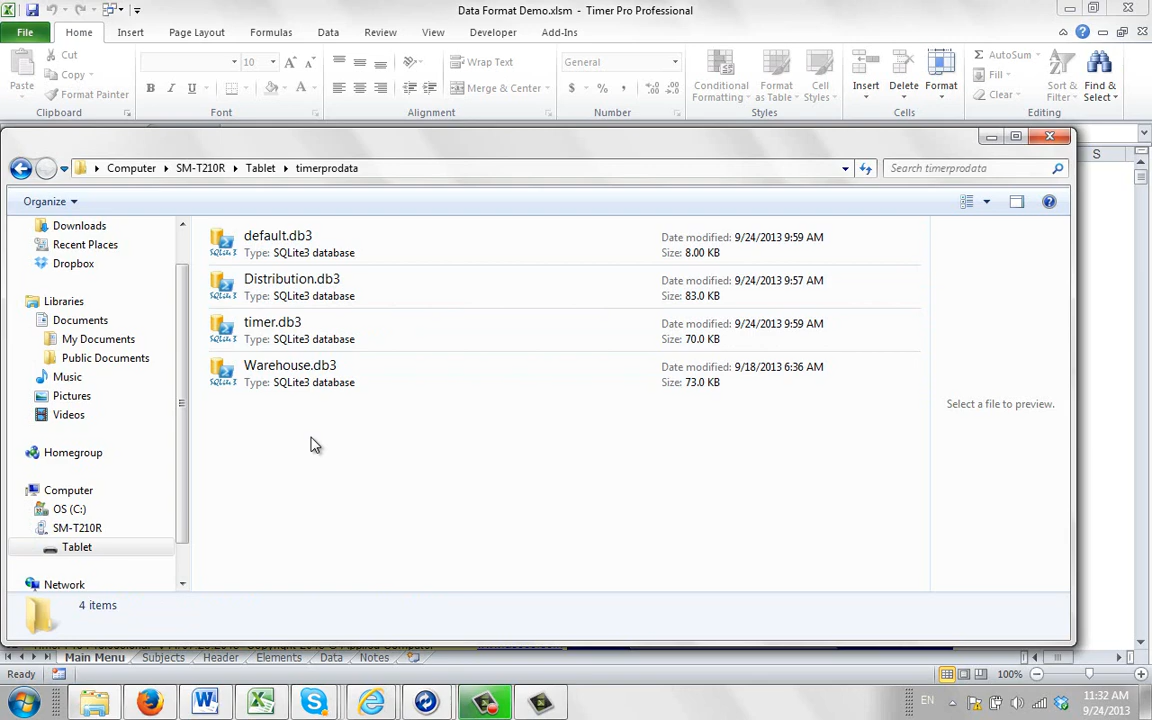 Data Format Demo.xlsm - Timer Pro Professional
File Home Insert Page Layout Formulas Data Review View Developer Add-Ins
Cut
Copy
Format Painter
Paste
Clipboard
10
B I U
A
Font
Wrap Text
Merge & Center
Alignment
General
$ % ,
Number
Conditional Formatting
Format as Table
Cell Styles
Styles
Insert Delete Format
Cells
AutoSum
Fill
Clear
Sort & Filter
Find & Select
Editing
S
Computer SM-T210R Tablet timerprodata
Search timerprodata
Organize
Downloads
Recent Places
Dropbox
Libraries
Documents
My Documents
Public Documents
Music
Pictures
Videos
Homegroup
Computer
OS (C:)
SM-T210R
Tablet
Network
default.db3 Date modified: 9/24/2013 9:59 AM
Type: SQLite3 database Size: 8.00 KB
Distribution.db3 Date modified: 9/24/2013 9:57 AM
Type: SQLite3 database Size: 83.0 KB
timer.db3 Date modified: 9/24/2013 9:59 AM
Type: SQLite3 database Size: 70.0 KB
Warehouse.db3 Date modified: 9/18/2013 6:36 AM
Type: SQLite3 database Size: 73.0 KB
Select a file to preview.
4 items
Main Menu Subjects Header Elements Data Notes
Ready 100%
EN 11:32 AM
9/24/2013